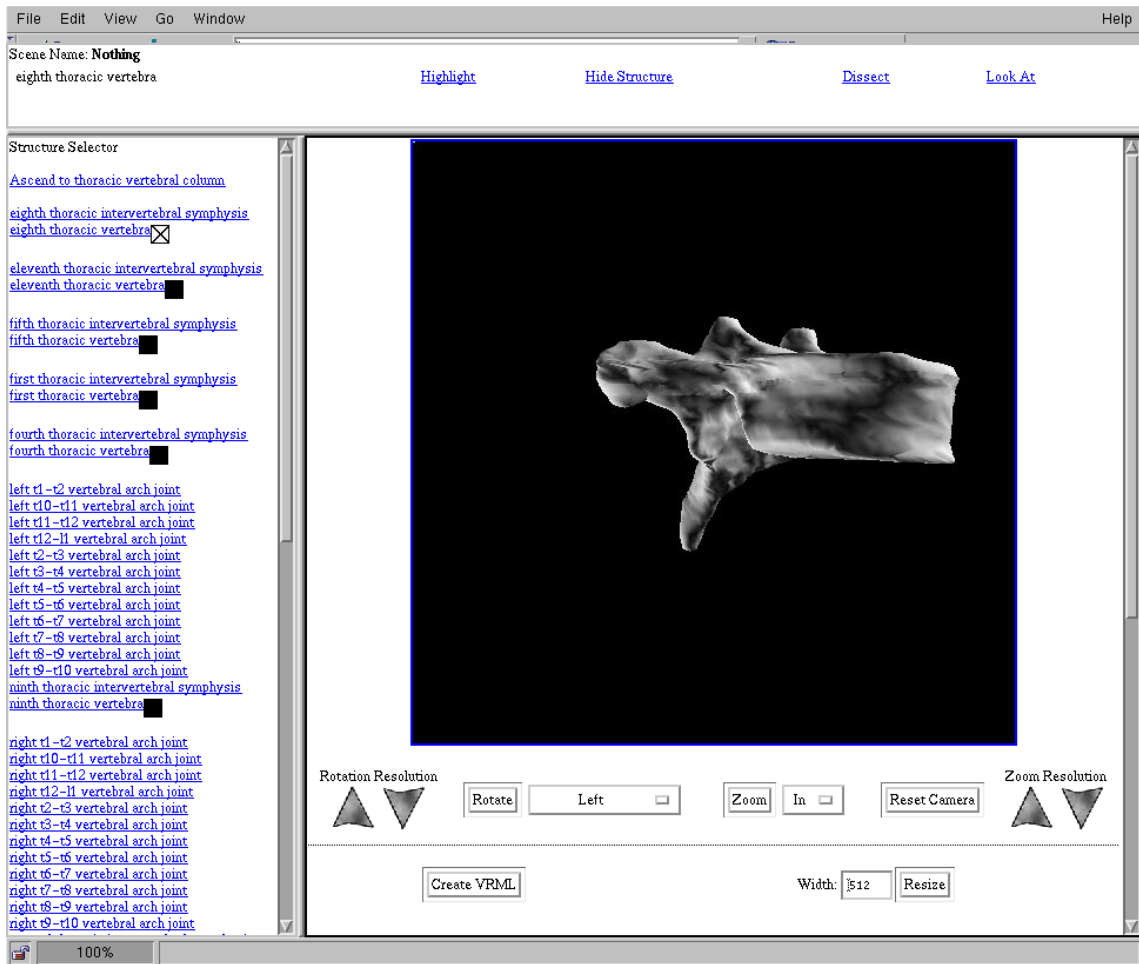 File Edit View Go Window Help
Scene Name: Nothing
eighth thoracic vertebra Highlight Hide Structure Dissect Look At
Structure Selector
Ascend to thoracic vertebral column
eighth thoracic intervertebral symphysis
eighth thoracic vertebra
eleventh thoracic intervertebral symphysis
eleventh thoracic vertebra
fifth thoracic intervertebral symphysis
fifth thoracic vertebra
first thoracic intervertebral symphysis
first thoracic vertebra
fourth thoracic intervertebral symphysis
fourth thoracic vertebra
left t1-t2 vertebral arch joint
left t10-t11 vertebral arch joint
left t11-t12 vertebral arch joint
left t12-l1 vertebral arch joint
left t2-t3 vertebral arch joint
left t3-t4 vertebral arch joint
left t4-t5 vertebral arch joint
left t5-t6 vertebral arch joint
left t6-t7 vertebral arch joint
left t7-t8 vertebral arch joint
left t8-t9 vertebral arch joint
left t9-t10 vertebral arch joint
ninth thoracic intervertebral symphysis
ninth thoracic vertebra
right t1-t2 vertebral arch joint
right t10-t11 vertebral arch joint
right t11-t12 vertebral arch joint
right t12-l1 vertebral arch joint
right t2-t3 vertebral arch joint
right t3-t4 vertebral arch joint
right t4-t5 vertebral arch joint
right t5-t6 vertebral arch joint
right t6-t7 vertebral arch joint
right t7-t8 vertebral arch joint
right t8-t9 vertebral arch joint
right t9-t10 vertebral arch joint
Rotation Resolution
Rotate Left Zoom In Reset Camera
Zoom Resolution
Create VRML Width: 512 Resize
100%